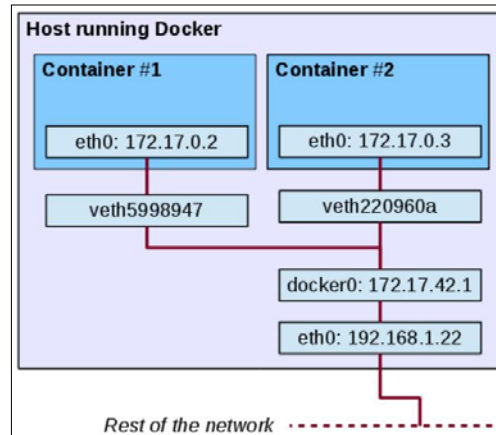 Host running Docker
Container #1
Container #2
eth0: 172.17.0.2
eth0: 172.17.0.3
veth5998947
veth220960a
docker0: 172.17.42.1
eth0: 192.168.1.22
Rest of the network